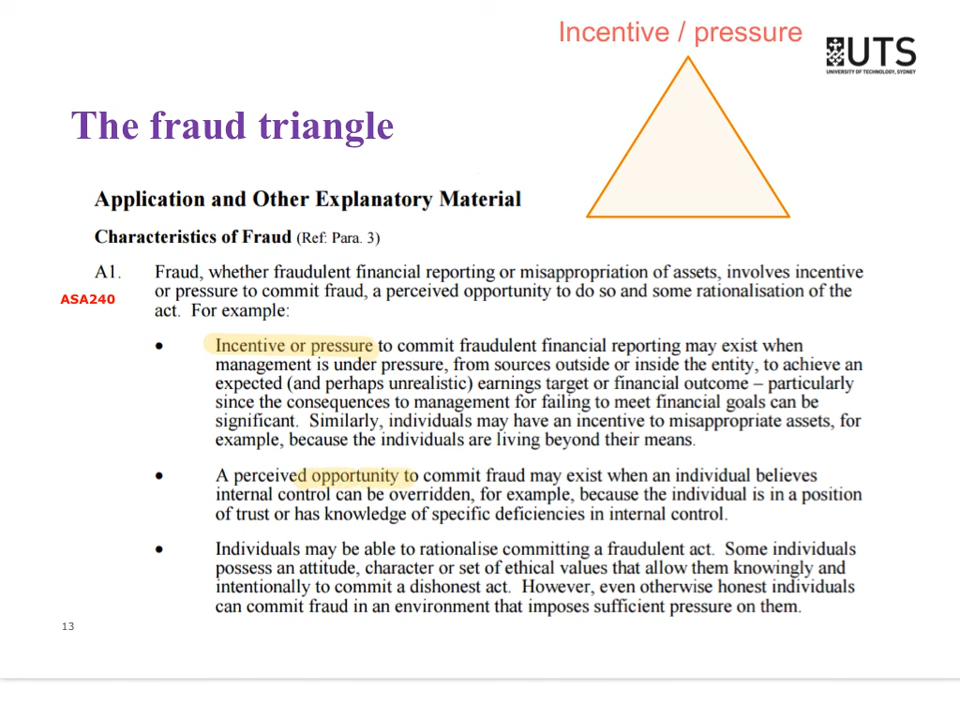 Incentive / pressure
UTS
UNIVERSITY OF TECHNOLOGY, SYDNEY
The fraud triangle
Application and Other Explanatory Material
Characteristics of Fraud (Ref: Para. 3)
A1. Fraud, whether fraudulent financial reporting or misappropriation of assets, involves incentive
ASA240 or pressure to commit fraud, a perceived opportunity to do so and some rationalisation of the
act. For example:
• Incentive or pressure to commit fraudulent financial reporting may exist when
management is under pressure, from sources outside or inside the entity, to achieve an
expected (and perhaps unrealistic) earnings target or financial outcome – particularly
since the consequences to management for failing to meet financial goals can be
significant. Similarly, individuals may have an incentive to misappropriate assets, for
example, because the individuals are living beyond their means.
• A perceived opportunity to commit fraud may exist when an individual believes
internal control can be overridden, for example, because the individual is in a position
of trust or has knowledge of specific deficiencies in internal control.
• Individuals may be able to rationalise committing a fraudulent act. Some individuals
possess an attitude, character or set of ethical values that allow them knowingly and
intentionally to commit a dishonest act. However, even otherwise honest individuals
can commit fraud in an environment that imposes sufficient pressure on them.
13